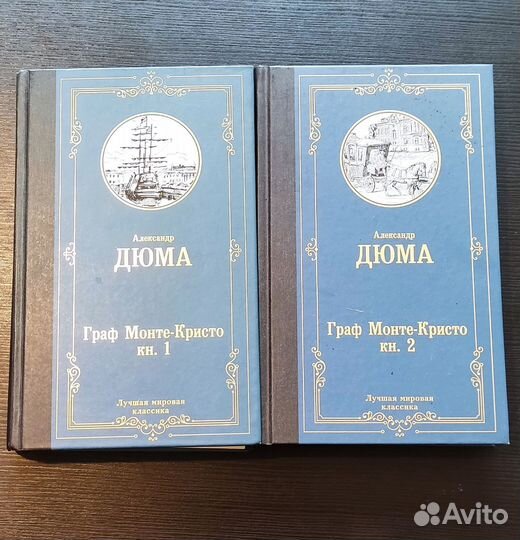 Александр
ДЮМА
Граф Монте-Кристо
кн. 1
Лучшая мировая
классика
Александр
ДЮМА
Граф Монте-Кристо
кн. 2
Лучшая мировая
классика
Avito